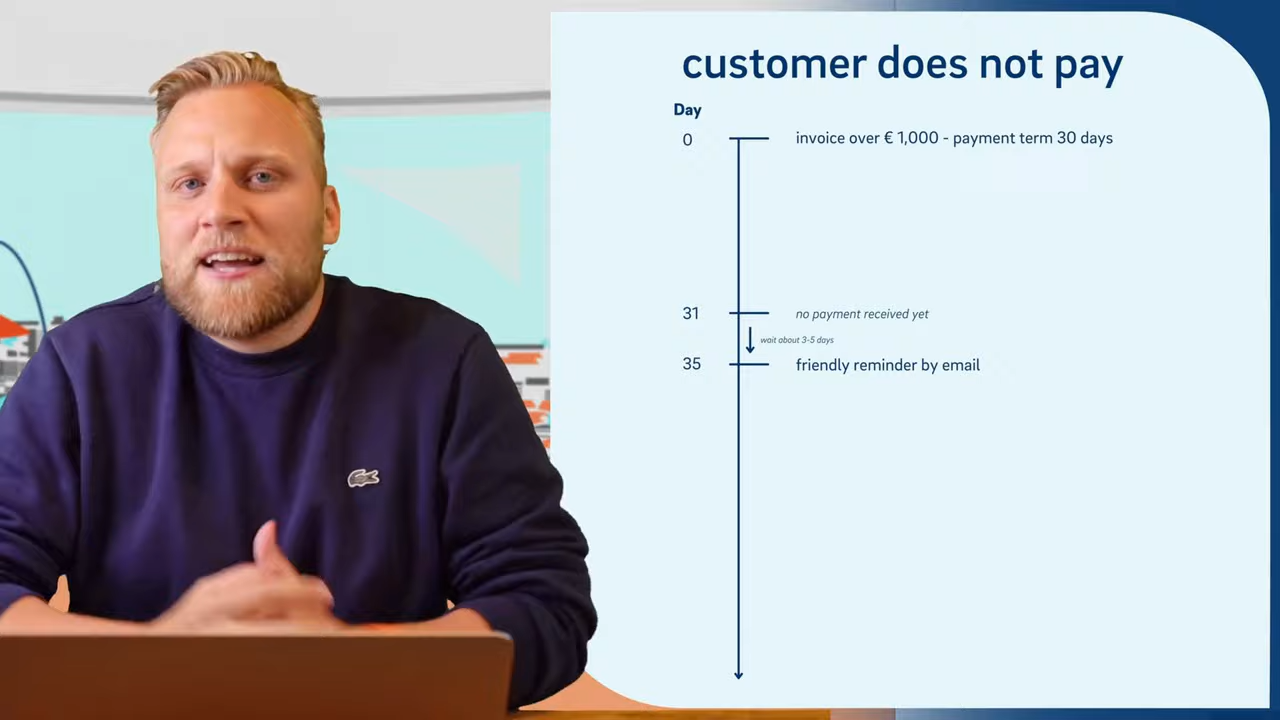 customer does not pay
Day
0 invoice over € 1,000 - payment term 30 days
31 no payment received yet
wait about 3-5 days
35 friendly reminder by email